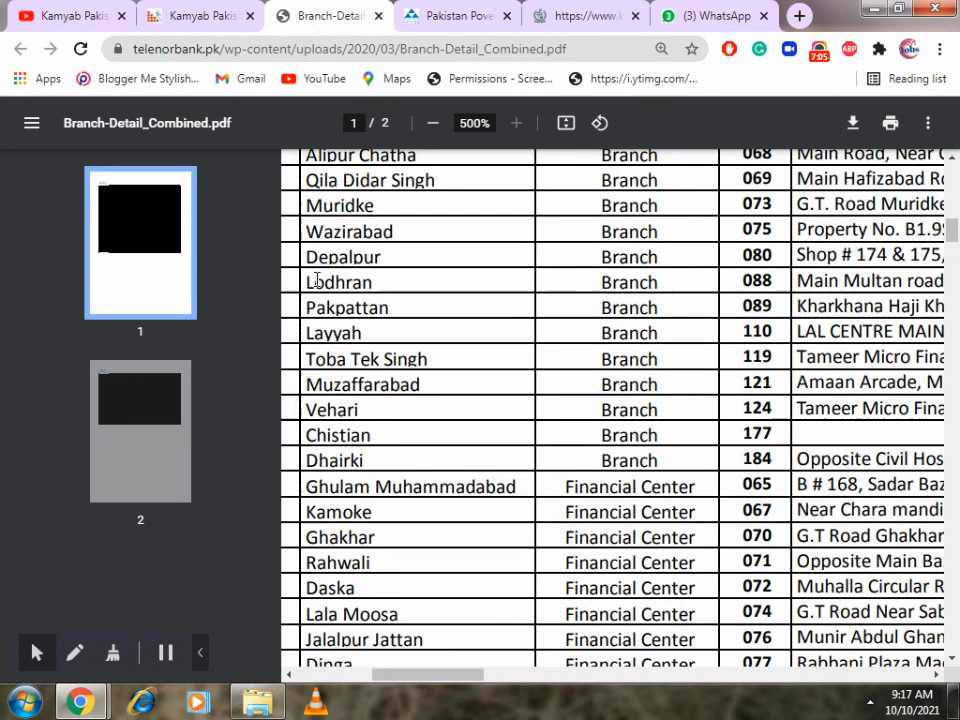 Kamyab Pakis
Kamyab Pakis
Branch-Detail
Pakistan Pove
https://www.k
(3) WhatsApp
telenorbank.pk/wp-content/uploads/2020/03/Branch-Detail_Combined.pdf
7:05
ABP
Apps
Blogger Me Stylish...
Gmail
YouTube
Maps
Permissions - Scree...
https://i.ytimg.com/...
Reading list
Branch-Detail_Combined.pdf
1 / 2
500%
Alipur Chatha Branch 068 Main Road, Near
Qila Didar Singh Branch 069 Main Hafizabad Ro
Muridke Branch 073 G.T. Road Muridke
Wazirabad Branch 075 Property No. B1.9
Depalpur Branch 080 Shop # 174 & 175,
Lodhran Branch 088 Main Multan road
Pakpattan Branch 089 Kharkhana Haji Kh
Layyah Branch 110 LAL CENTRE MAIN
Toba Tek Singh Branch 119 Tameer Micro Fina
Muzaffarabad Branch 121 Amaan Arcade, M
Vehari Branch 124 Tameer Micro Fina
Chistian Branch 177
Dhairki Branch 184 Opposite Civil Hos
Ghulam Muhammadabad Financial Center 065 B # 168, Sadar Baz
Kamoke Financial Center 067 Near Chara mandi
Ghakhar Financial Center 070 G.T Road Ghakhar
Rahwali Financial Center 071 Opposite Main Ba
Daska Financial Center 072 Muhalla Circular R
Lala Moosa Financial Center 074 G.T Road Near Sab
Jalalpur Jattan Financial Center 076 Munir Abdul Ghan
Dinga Financial Center 077 Rabbani Plaza Ma
1
2
9:17 AM
10/10/2021